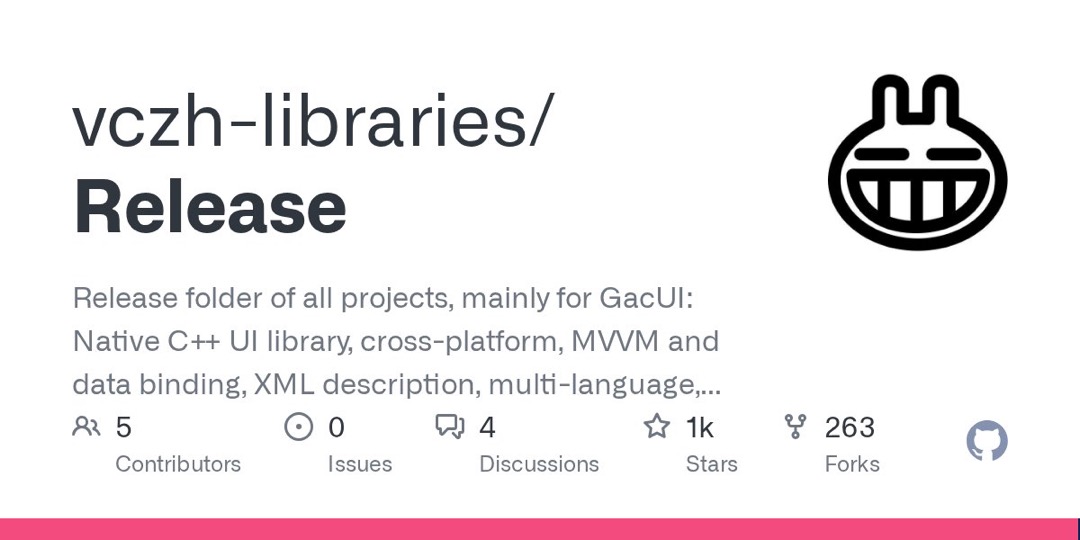 vczh-libraries/
Release
Release folder of all projects, mainly for GacUI:
Native C++ UI library, cross-platform, MVVM and
data binding, XML description, multi-language,...
5
Contributors
0
Issues
4
Discussions
1k
Stars
263
Forks